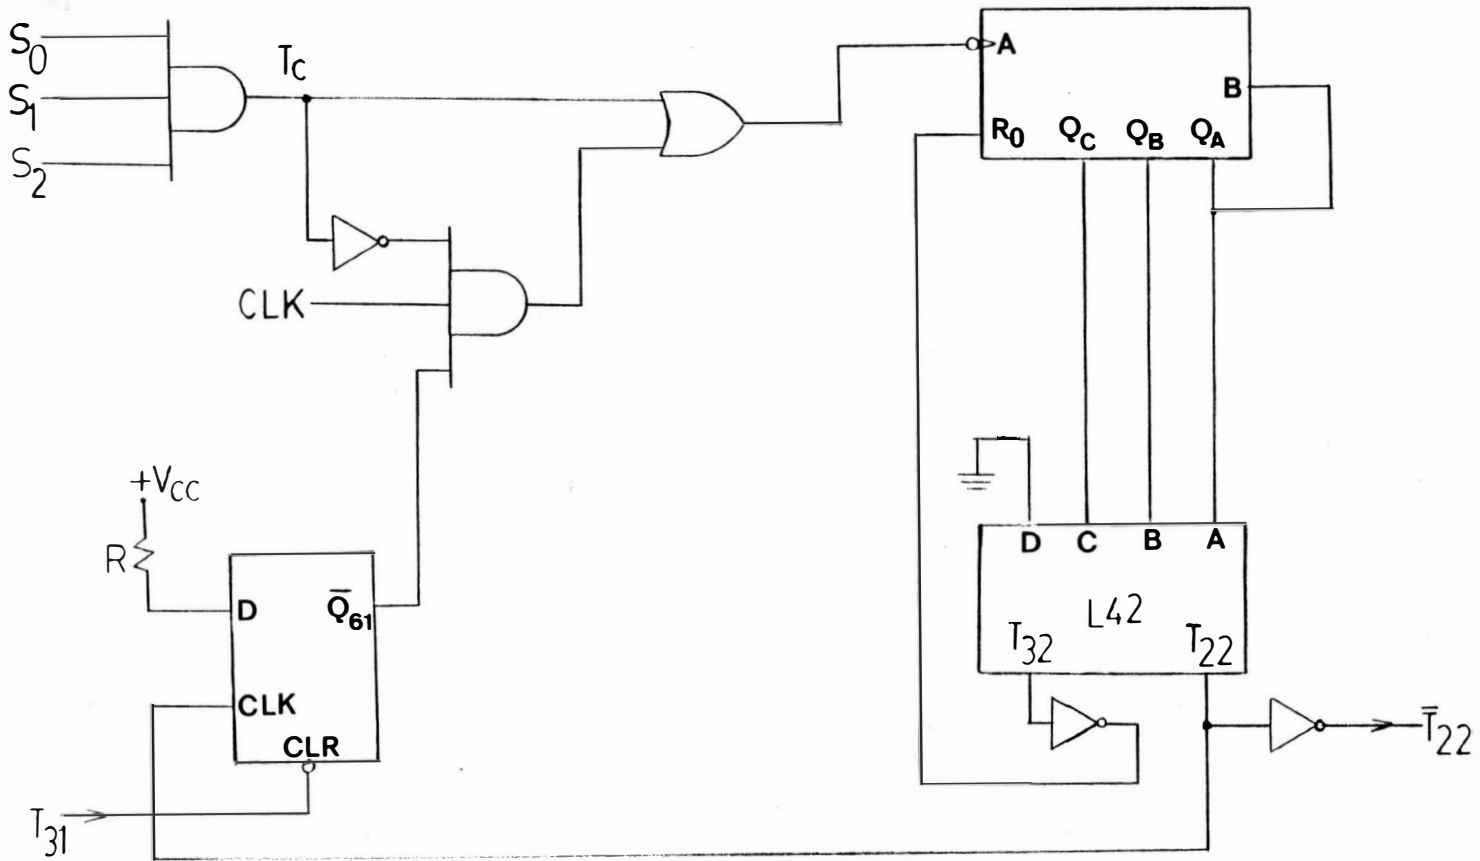 S0
S1
S2
TC
CLK
A
B
R0 QC QB QA
+VCC
R
D Q̅61
CLK
CLR
T31
D C B A
L42
T32 T22
T̅22